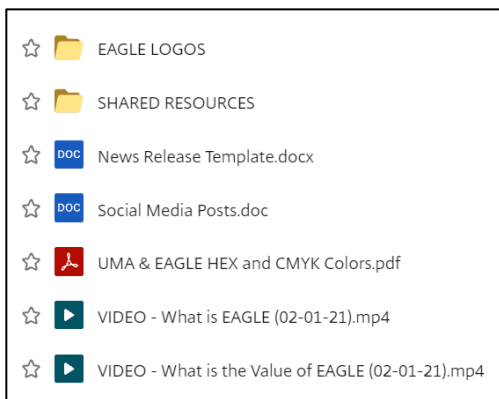 EAGLE LOGOS
SHARED RESOURCES
DOC News Release Template.docx
DOC Social Media Posts.doc
UMA & EAGLE HEX and CMYK Colors.pdf
VIDEO - What is EAGLE (02-01-21).mp4
VIDEO - What is the Value of EAGLE (02-01-21).mp4